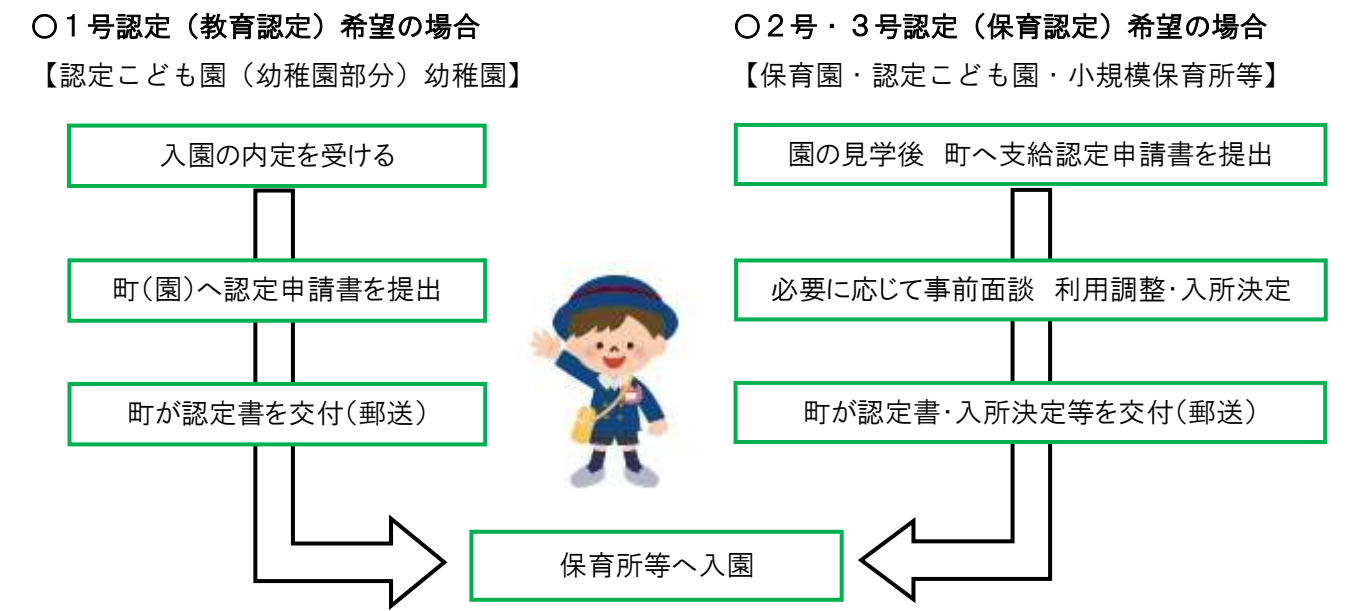 〇１号認定（教育認定）希望の場合
【認定こども園（幼稚園部分）幼稚園】
入園の内定を受ける
町（園）へ認定申請書を提出
町が認定書を交付（郵送）
〇２号・３号認定（保育認定）希望の場合
【保育園・認定こども園・小規模保育所等】
園の見学後　町へ支給認定申請書を提出
必要に応じて事前面談　利用調整・入所決定
町が認定書・入所決定等を交付（郵送）
保育所等へ入園